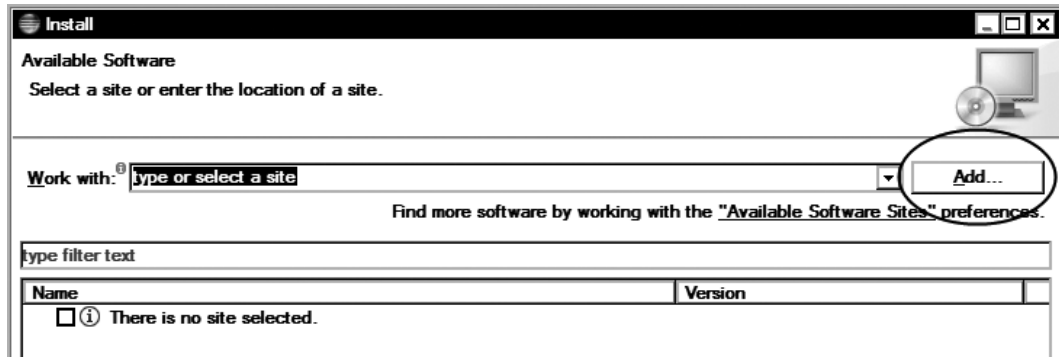 Install
Available Software
Select a site or enter the location of a site.
Work with: type or select a site Add...
Find more software by working with the "Available Software Sites" preferences.
type filter text
Name Version
There is no site selected.